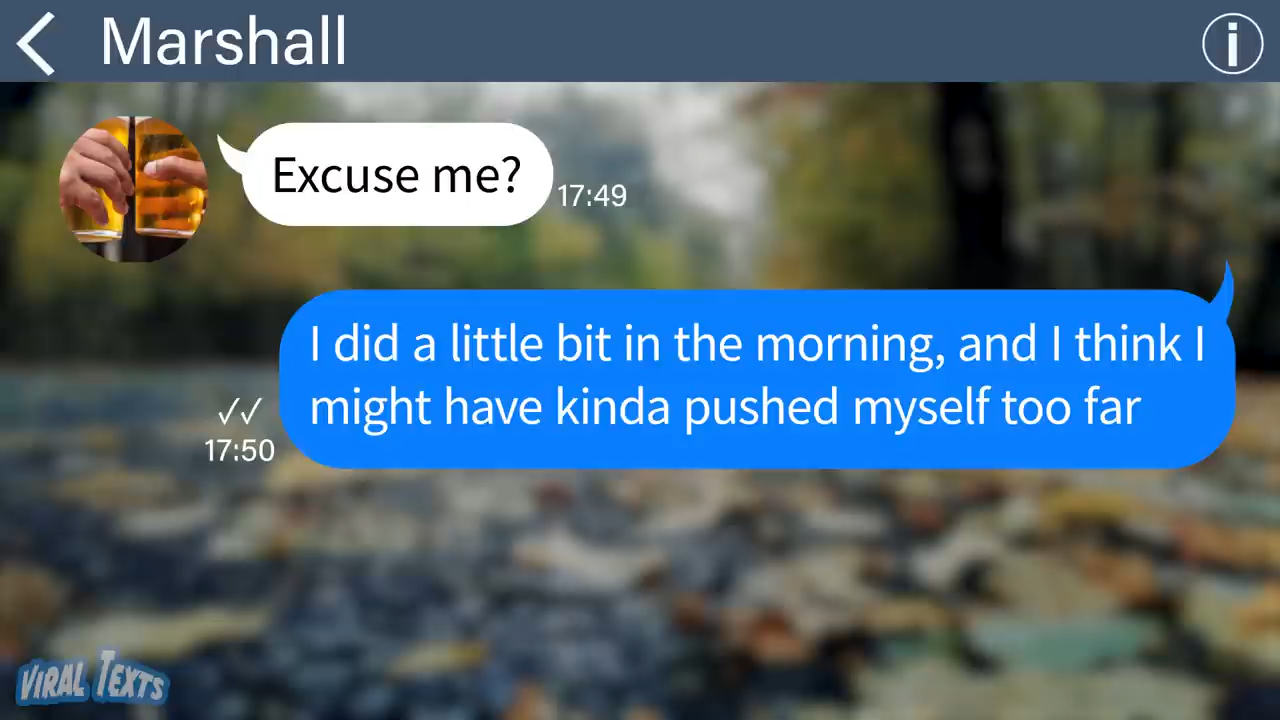 Marshall
Excuse me?
17:49
I did a little bit in the morning, and I think I
might have kinda pushed myself too far
17:50
VIRAL TEXTS